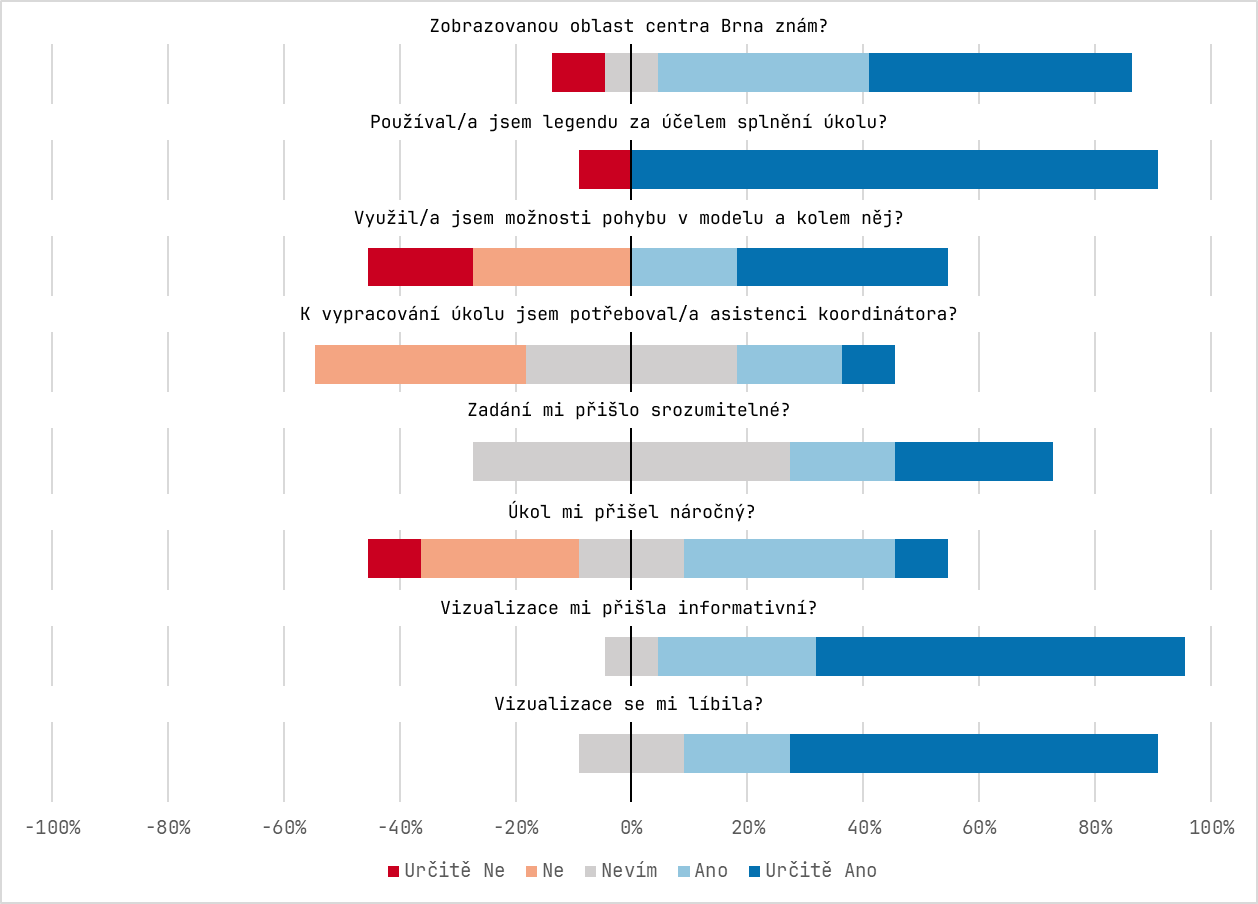 Zobrazovanou oblast centra Brna znám?
Používal/a jsem legendu za účelem splnění úkolu?
Využil/a jsem možnosti pohybu v modelu a kolem něj?
K vypracování úkolu jsem potřeboval/a asistenci koordinátora?
Zadání mi přišlo srozumitelné?
Úkol mi přišel náročný?
Vizualizace mi přišla informativní?
Vizualizace se mi líbila?
-100% -80% -60% -40% -20% 0% 20% 40% 60% 80% 100%
Určitě Ne Ne Nevím Ano Určitě Ano